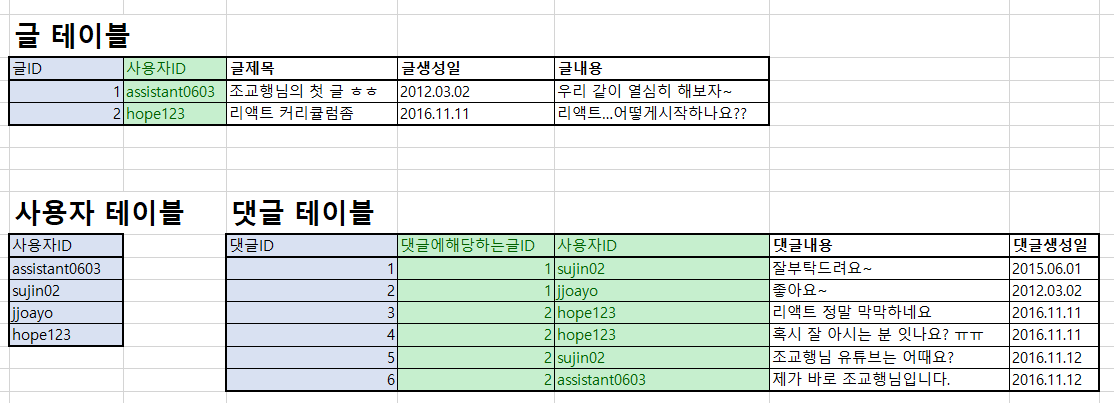 글 테이블
글ID 사용자ID 글제목 글생성일 글내용
1 assistant0603 조교행님의 첫 글 ㅎㅎ 2012.03.02 우리 같이 열심히 해보자~
2 hope123 리액트 커리큘럼좀 2016.11.11 리액트...어떻게시작하나요??
사용자 테이블
사용자ID
assistant0603
sujin02
jjoayo
hope123
댓글 테이블
댓글ID 댓글에해당하는글ID 사용자ID 댓글내용 댓글생성일
1 1 sujin02 잘부탁드려요~ 2015.06.01
2 1 jjoayo 좋아요~ 2012.03.02
3 2 hope123 리액트 정말 막막하네요 2016.11.11
4 2 hope123 혹시 잘 아시는 분 잇나요? ㅠㅠ 2016.11.11
5 2 sujin02 조교행님 유튜브는 어때요? 2016.11.12
6 2 assistant0603 제가 바로 조교행님입니다. 2016.11.12